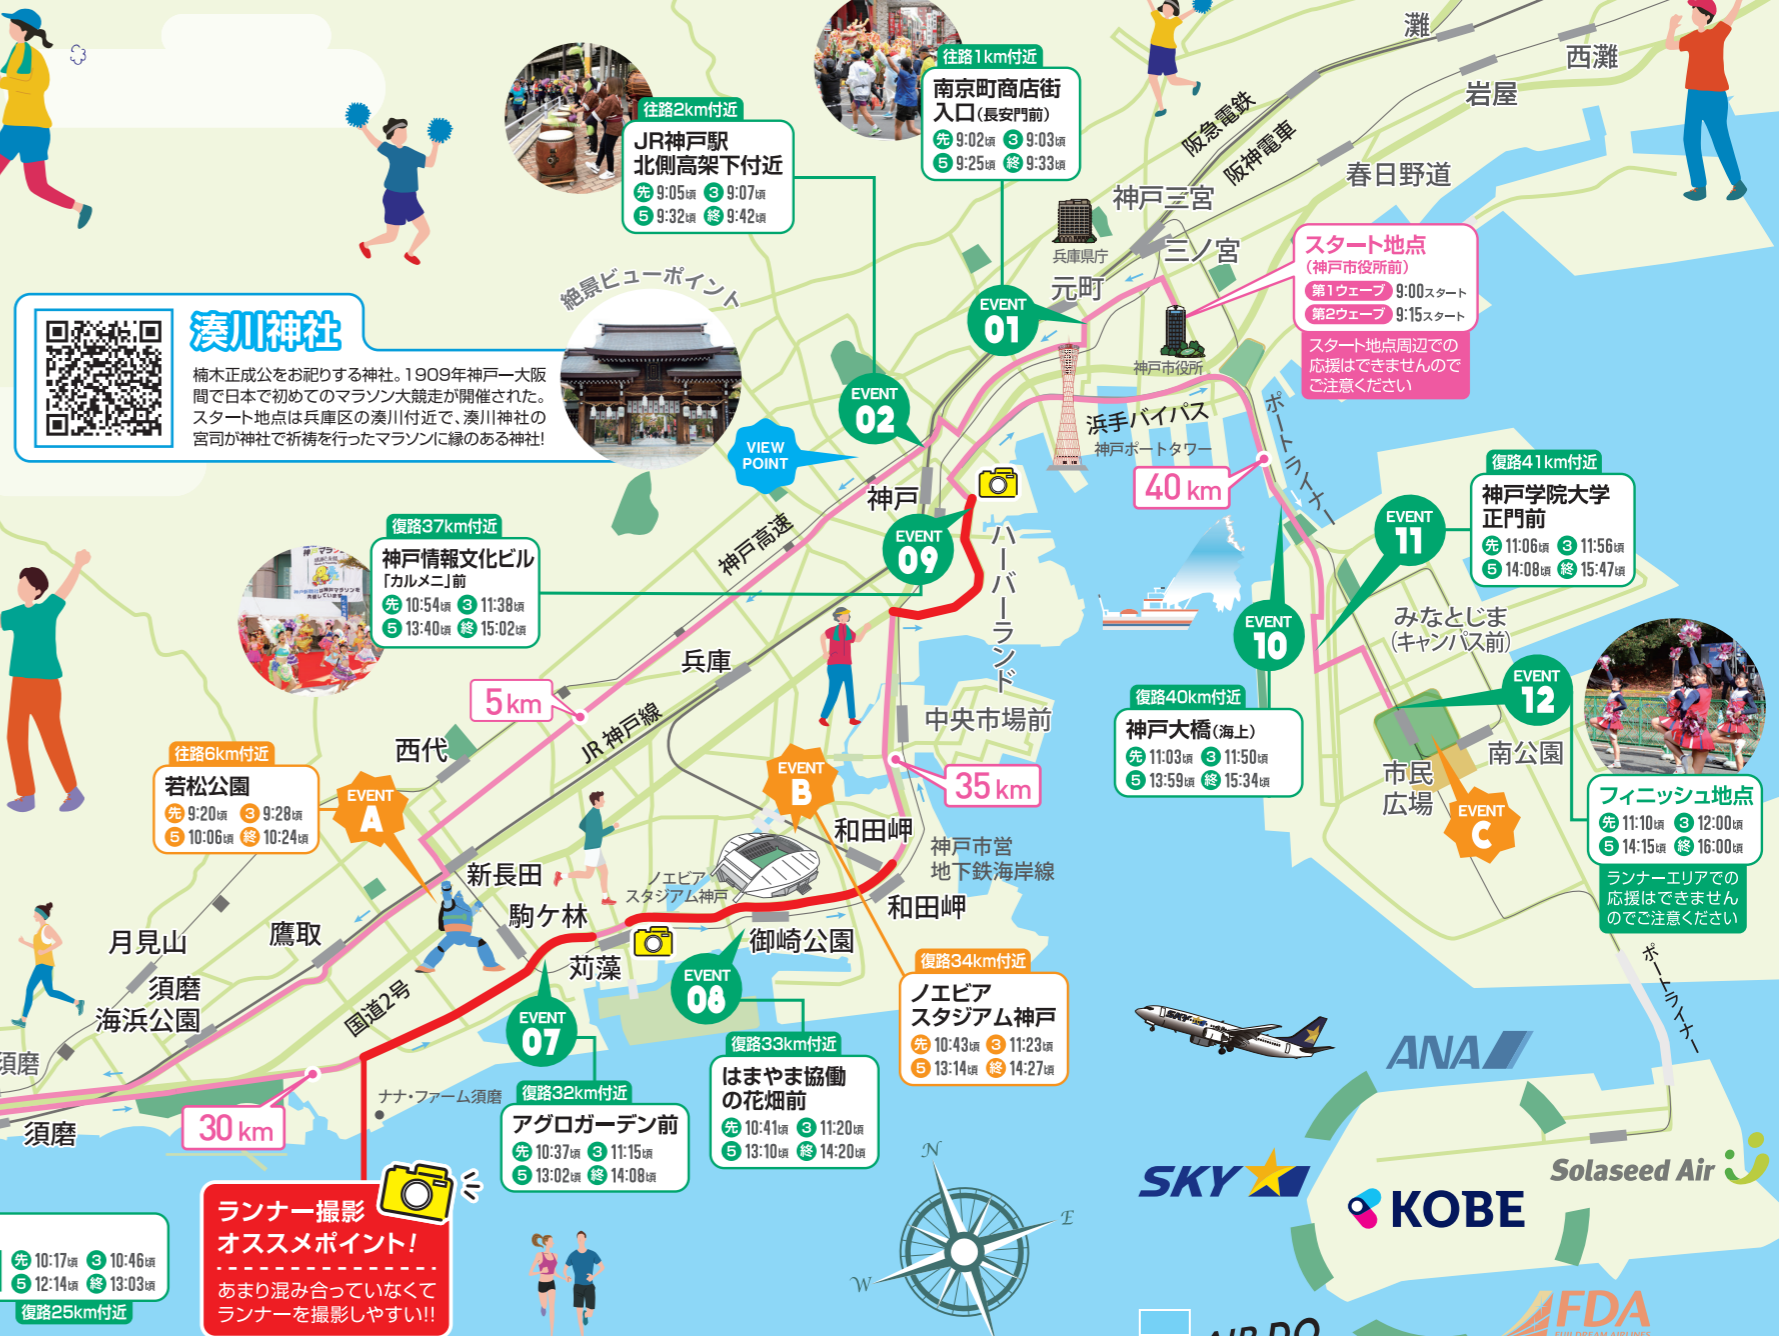 灘
西灘
岩屋
阪急電鉄
阪神電車
春日野道
往路1km付近
南京町商店街
入口(長安門前)
先 9:02頃 3 9:03頃
5 9:25頃 終 9:33頃
往路2km付近
JR神戸駅
北側高架下付近
先 9:05頃 3 9:07頃
5 9:32頃 終 9:42頃
神戸三宮
三ノ宮
兵庫県庁
元町
スタート地点
(神戸市役所前)
第1ウェーブ 9:00スタート
第2ウェーブ 9:15スタート
スタート地点周辺での
応援はできませんので
ご注意ください
EVENT
01
神戸市役所
絶景ビューポイント
湊川神社
楠木正成公をお祀りする神社。1909年神戸ー大阪
間で日本で初めてのマラソン大競走が開催された。
スタート地点は兵庫区の湊川付近で、湊川神社の
宮司が神社で祈祷を行ったマラソンに縁のある神社!
VIEW
POINT
EVENT
02
浜手バイパス
神戸ポートタワー
ポートライナー
40 km
神戸
復路41km付近
神戸学院大学
正門前
先 11:06頃 3 11:56頃
5 14:08頃 終 15:47頃
EVENT
11
復路37km付近
神戸情報文化ビル
「カルメニ」前
先 10:54頃 3 11:38頃
5 13:40頃 終 15:02頃
神戸高速
EVENT
09
ハーバーランド
EVENT
10
みなとじま
(キャンパス前)
兵庫
5 km
JR神戸線
西代
中央市場前
復路40km付近
神戸大橋(海上)
先 11:03頃 3 11:50頃
5 13:59頃 終 15:34頃
EVENT
12
南公園
市民
広場
EVENT
C
フィニッシュ地点
先 11:10頃 3 12:00頃
5 14:15頃 終 16:00頃
ランナーエリアでの
応援はできません
のでご注意ください
往路6km付近
若松公園
先 9:20頃 3 9:28頃
5 10:06頃 終 10:24頃
EVENT
A
EVENT
B
35 km
和田岬
神戸市営
地下鉄海岸線
新長田
ノエビア
スタジアム神戸
和田岬
駒ケ林
御崎公園
苅藻
鷹取
月見山
須磨
海浜公園
国道2号
須磨
EVENT
07
EVENT
08
復路34km付近
ノエビア
スタジアム神戸
先 10:43頃 3 11:23頃
5 13:14頃 終 14:27頃
復路33km付近
はまやま協働
の花畑前
先 10:41頃 3 11:20頃
5 13:10頃 終 14:20頃
復路32km付近
アグロガーデン前
先 10:37頃 3 11:15頃
5 13:02頃 終 14:08頃
ナナ・ファーム須磨
須磨
30 km
ランナー撮影
オススメポイント!
あまり混み合っていなくて
ランナーを撮影しやすい!!
先 10:17頃 3 10:46頃
5 12:14頃 終 13:03頃
復路25km付近
N
E
W
ポートライナー
SKY
ANA
SKY
Solaseed Air
KOBE
AIR DO
FDA
FUJI DREAM AIRLINES